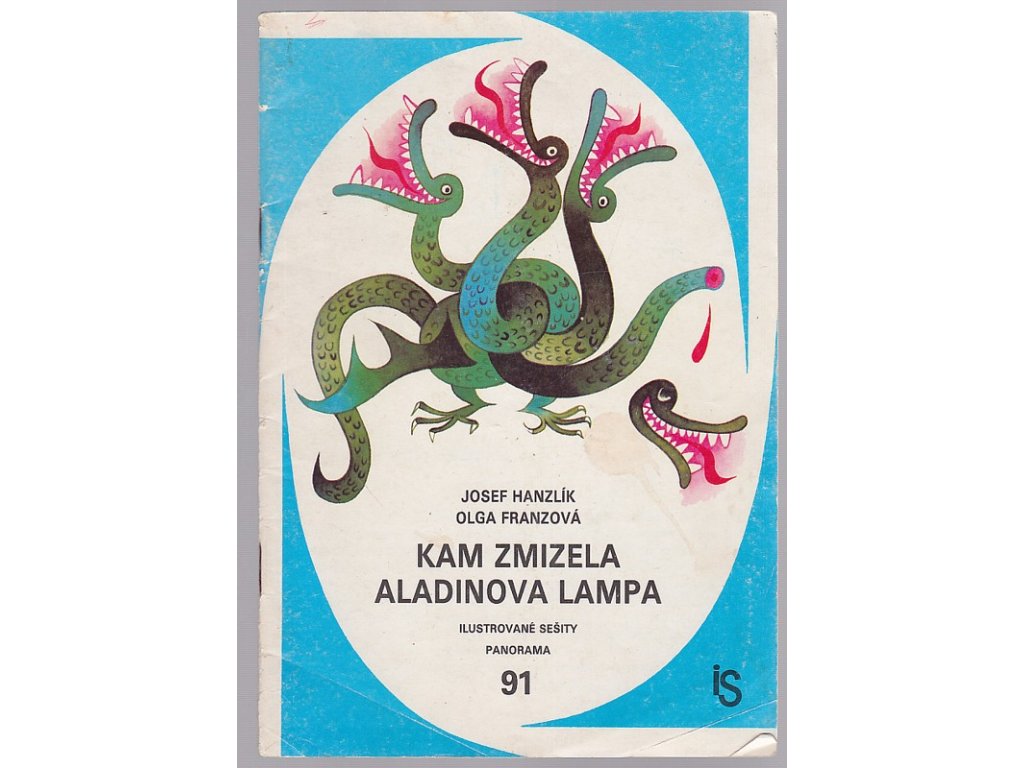 JOSEF HANZLÍK
OLGA FRANZOVÁ
KAM ZMIZELA
ALADINOVA LAMPA
ILUSTROVANÉ SEŠITY
PANORAMA
91
iS